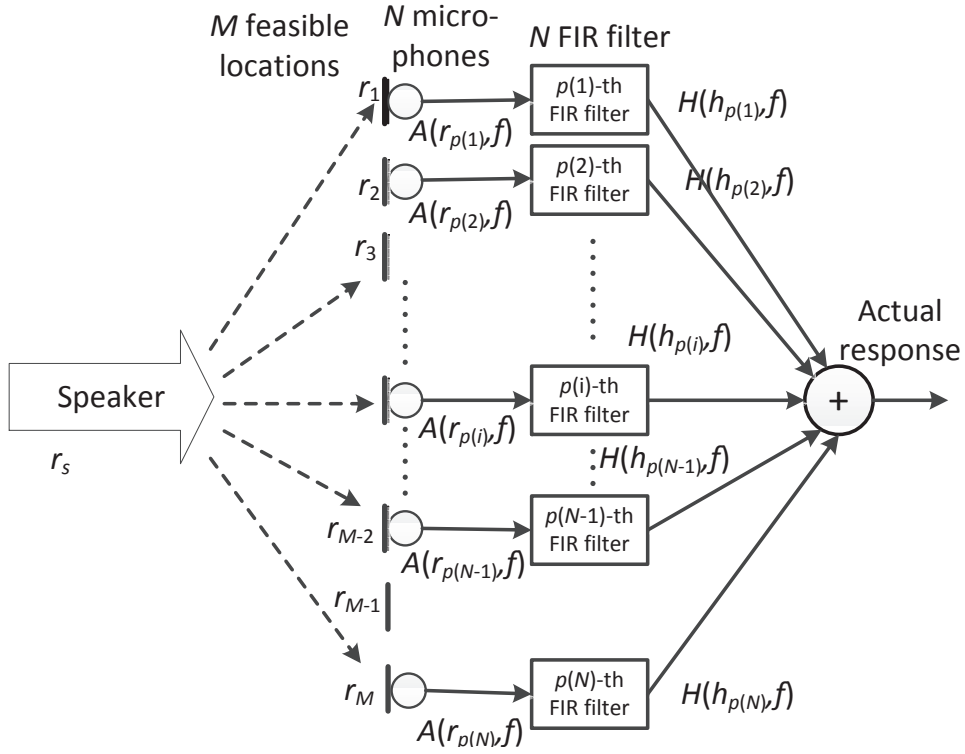 M feasible locations
N micro-phones
N FIR filter
r1
A(rp(1),f)
p(1)-th FIR filter
H(hp(1),f)
r2
A(rp(2),f)
p(2)-th FIR filter
H(hp(2),f)
r3
H(hp(i),f)
Actual response
Speaker
rs
A(rp(i),f)
p(i)-th FIR filter
+
H(hp(N-1),f)
rM-2
A(rp(N-1),f)
p(N-1)-th FIR filter
rM-1
rM
A(rp(N),f)
p(N)-th FIR filter
H(hp(N),f)